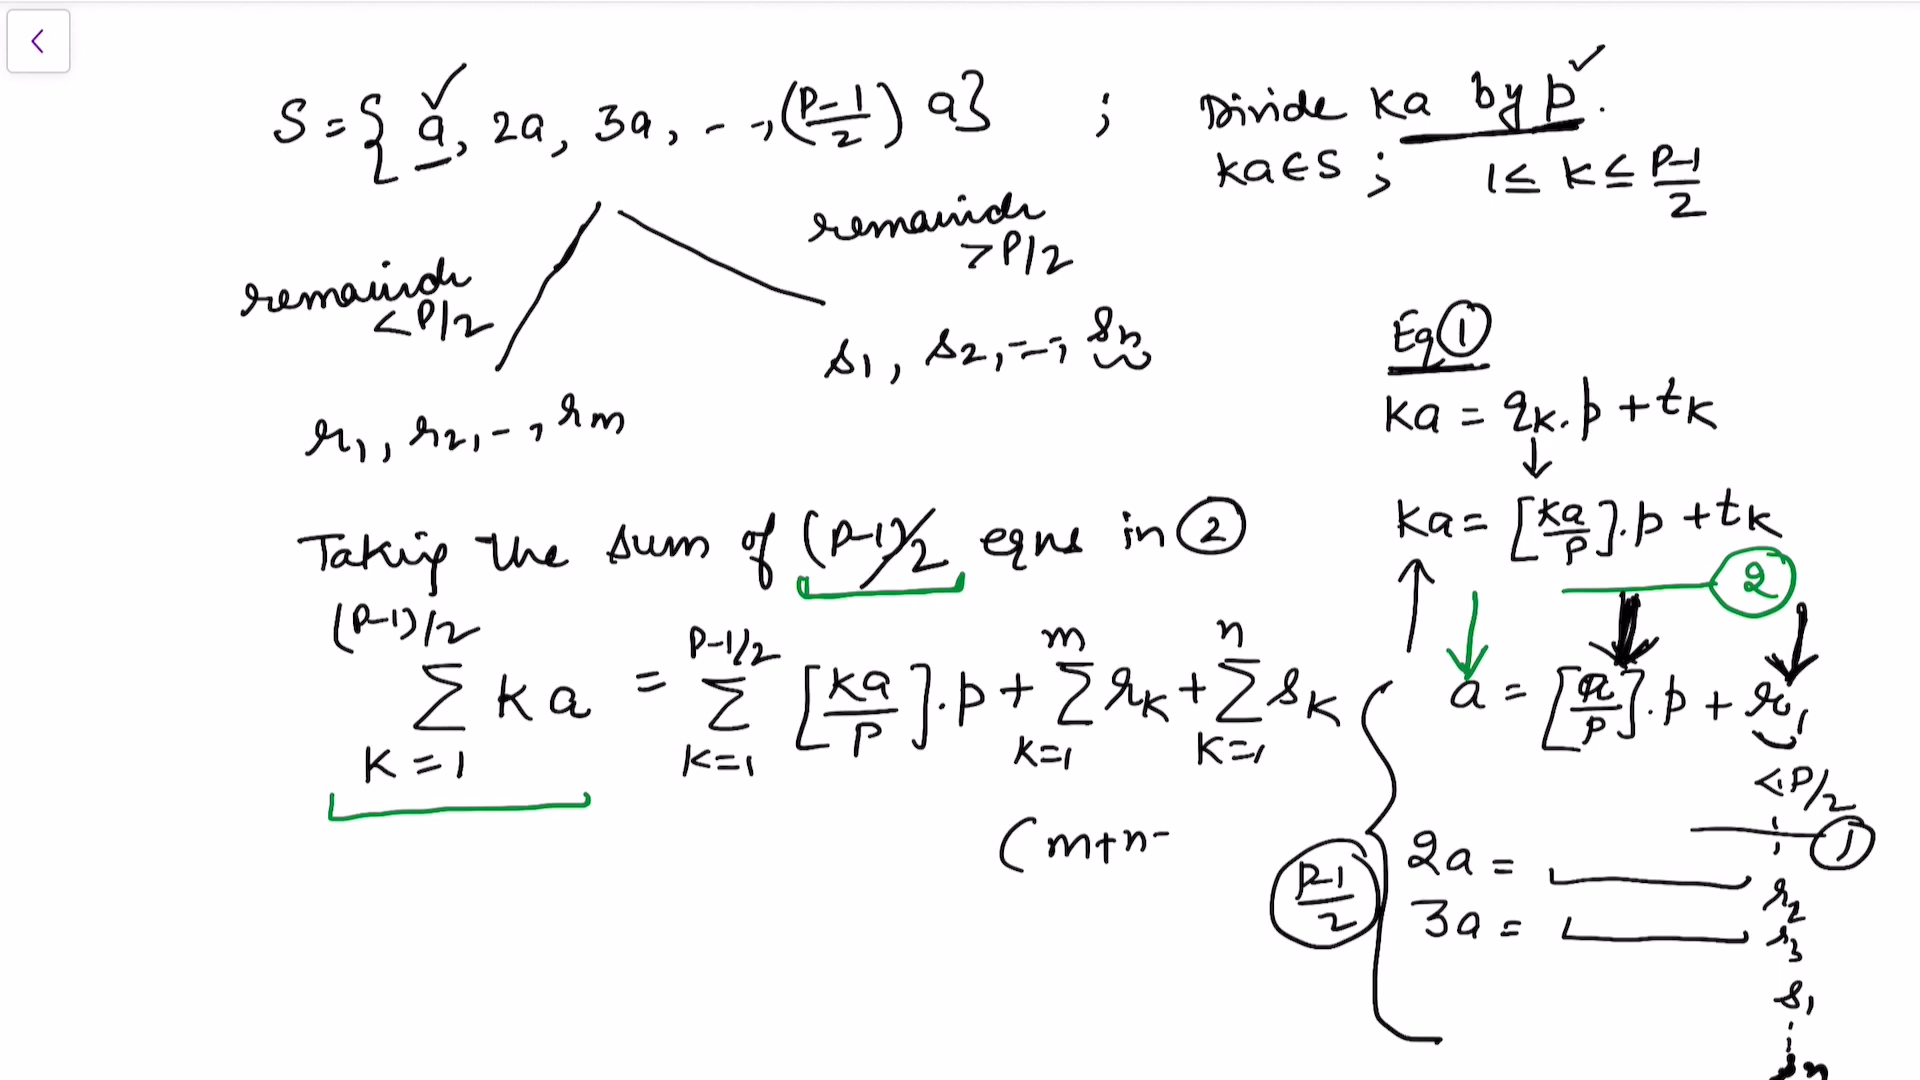 S = { a, 2a, 3a, - -, (p-1/2) a } ; Divide ka by p.
ka ∈ S ; 1 ≤ k ≤ p-1/2
remainder > P/2
remainder < P/2
s1, s2, --, sn
r1, r2, -, rm
Eq ①
ka = qk. p + tk
ka = [ka/p]. p + tk
②
Taking the sum of (p-1)/2 eqns in ②
(P-1)/2 ∑ K=1 ka = P-1/2 ∑ K=1 [ka/p]. p + m ∑ k=1 rk + n ∑ K=1 sK
(m+n-
a = [a/p]. p + r1
< P/2
①
p-1/2
2a = r2
3a = r3
s1
sn